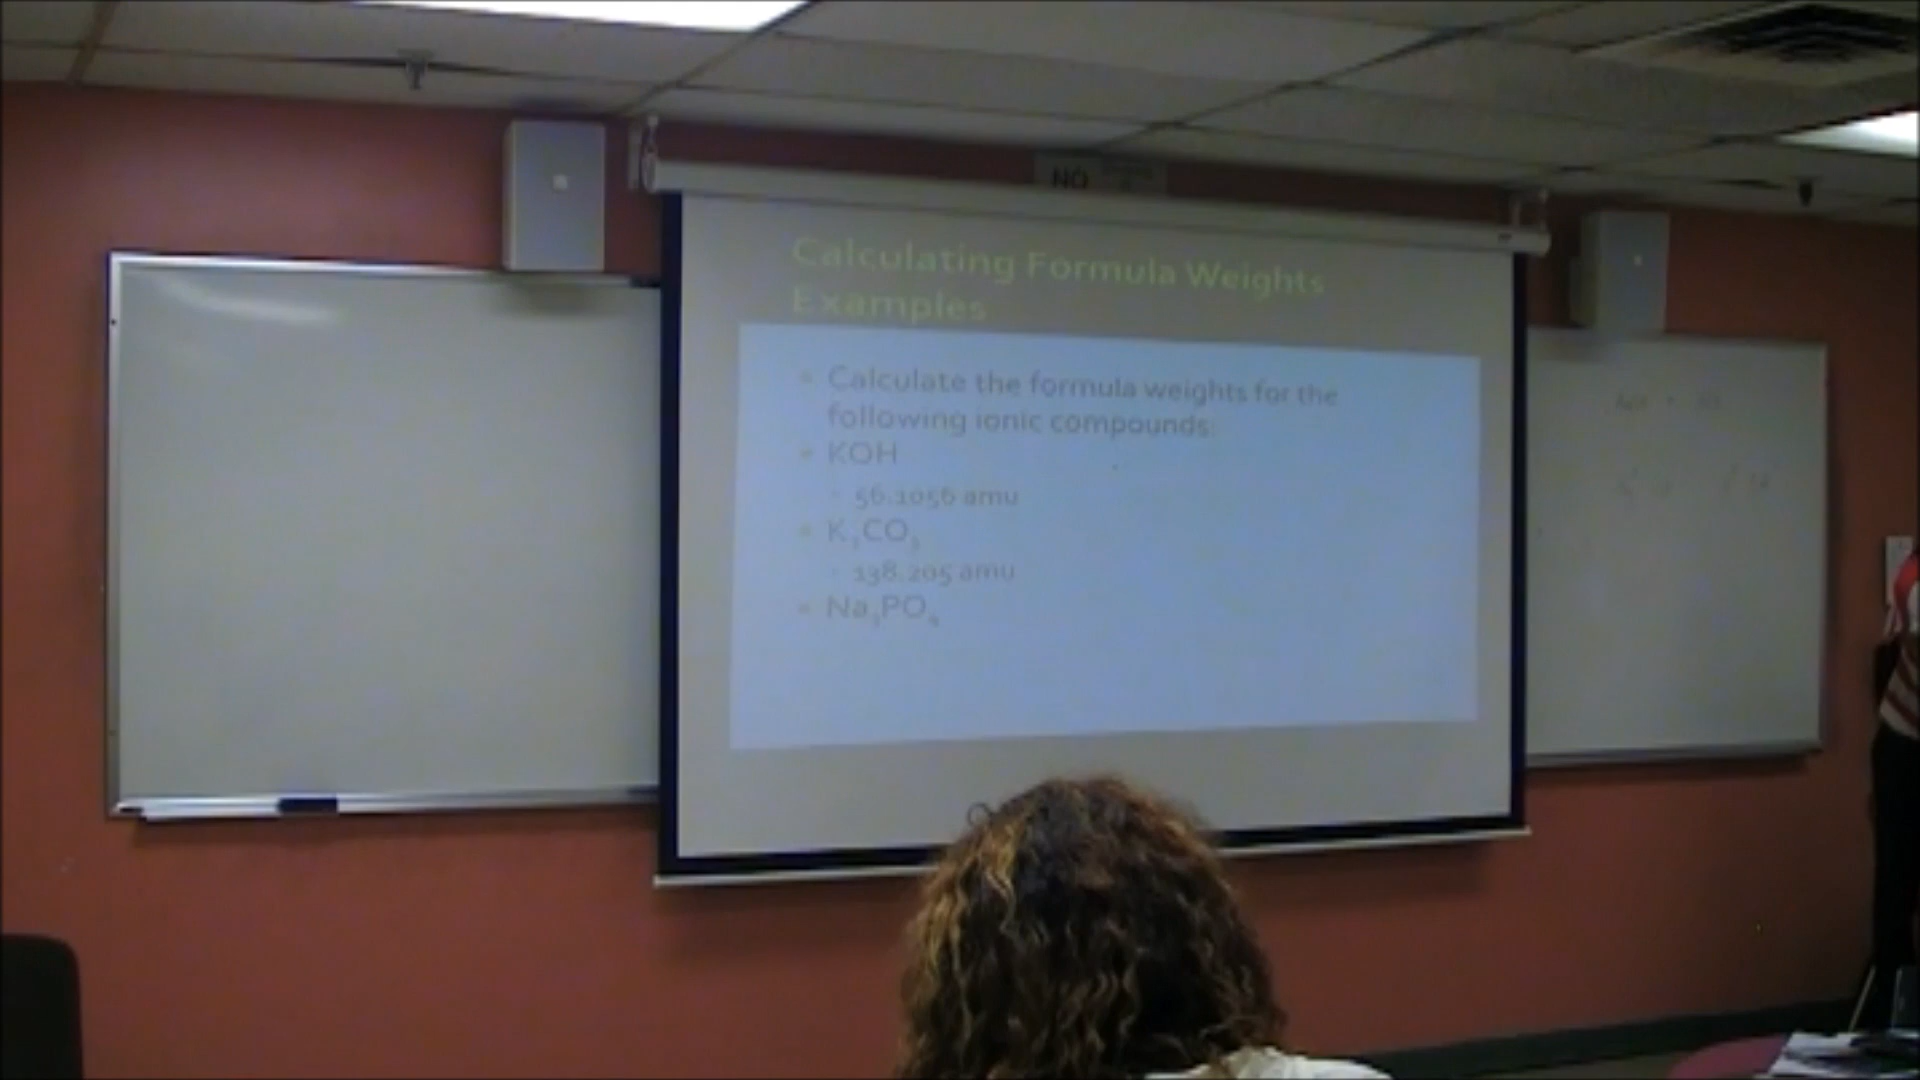 NO
Calculating Formula Weights
Examples
Calculate the formula weights for the
following ionic compounds:
KOH
56.1056 amu
K₂CO₃
138.205 amu
Na₃PO₄